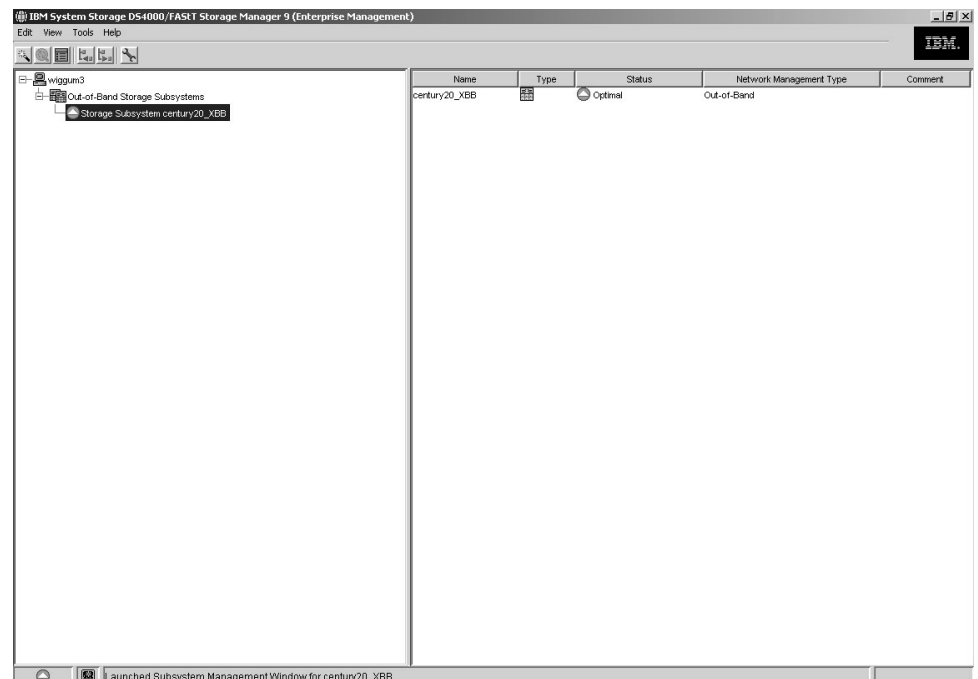 IBM System Storage DS4000/FAStT Storage Manager 9 (Enterprise Management)
Edit View Tools Help
IBM.
wiggum3
Out-of-Band Storage Subsystems
Storage Subsystem century20_XBB
Name Type Status Network Management Type Comment
century20_XBB Optimal Out-of-Band
Launched Subsystem Management Window for century20_XBB